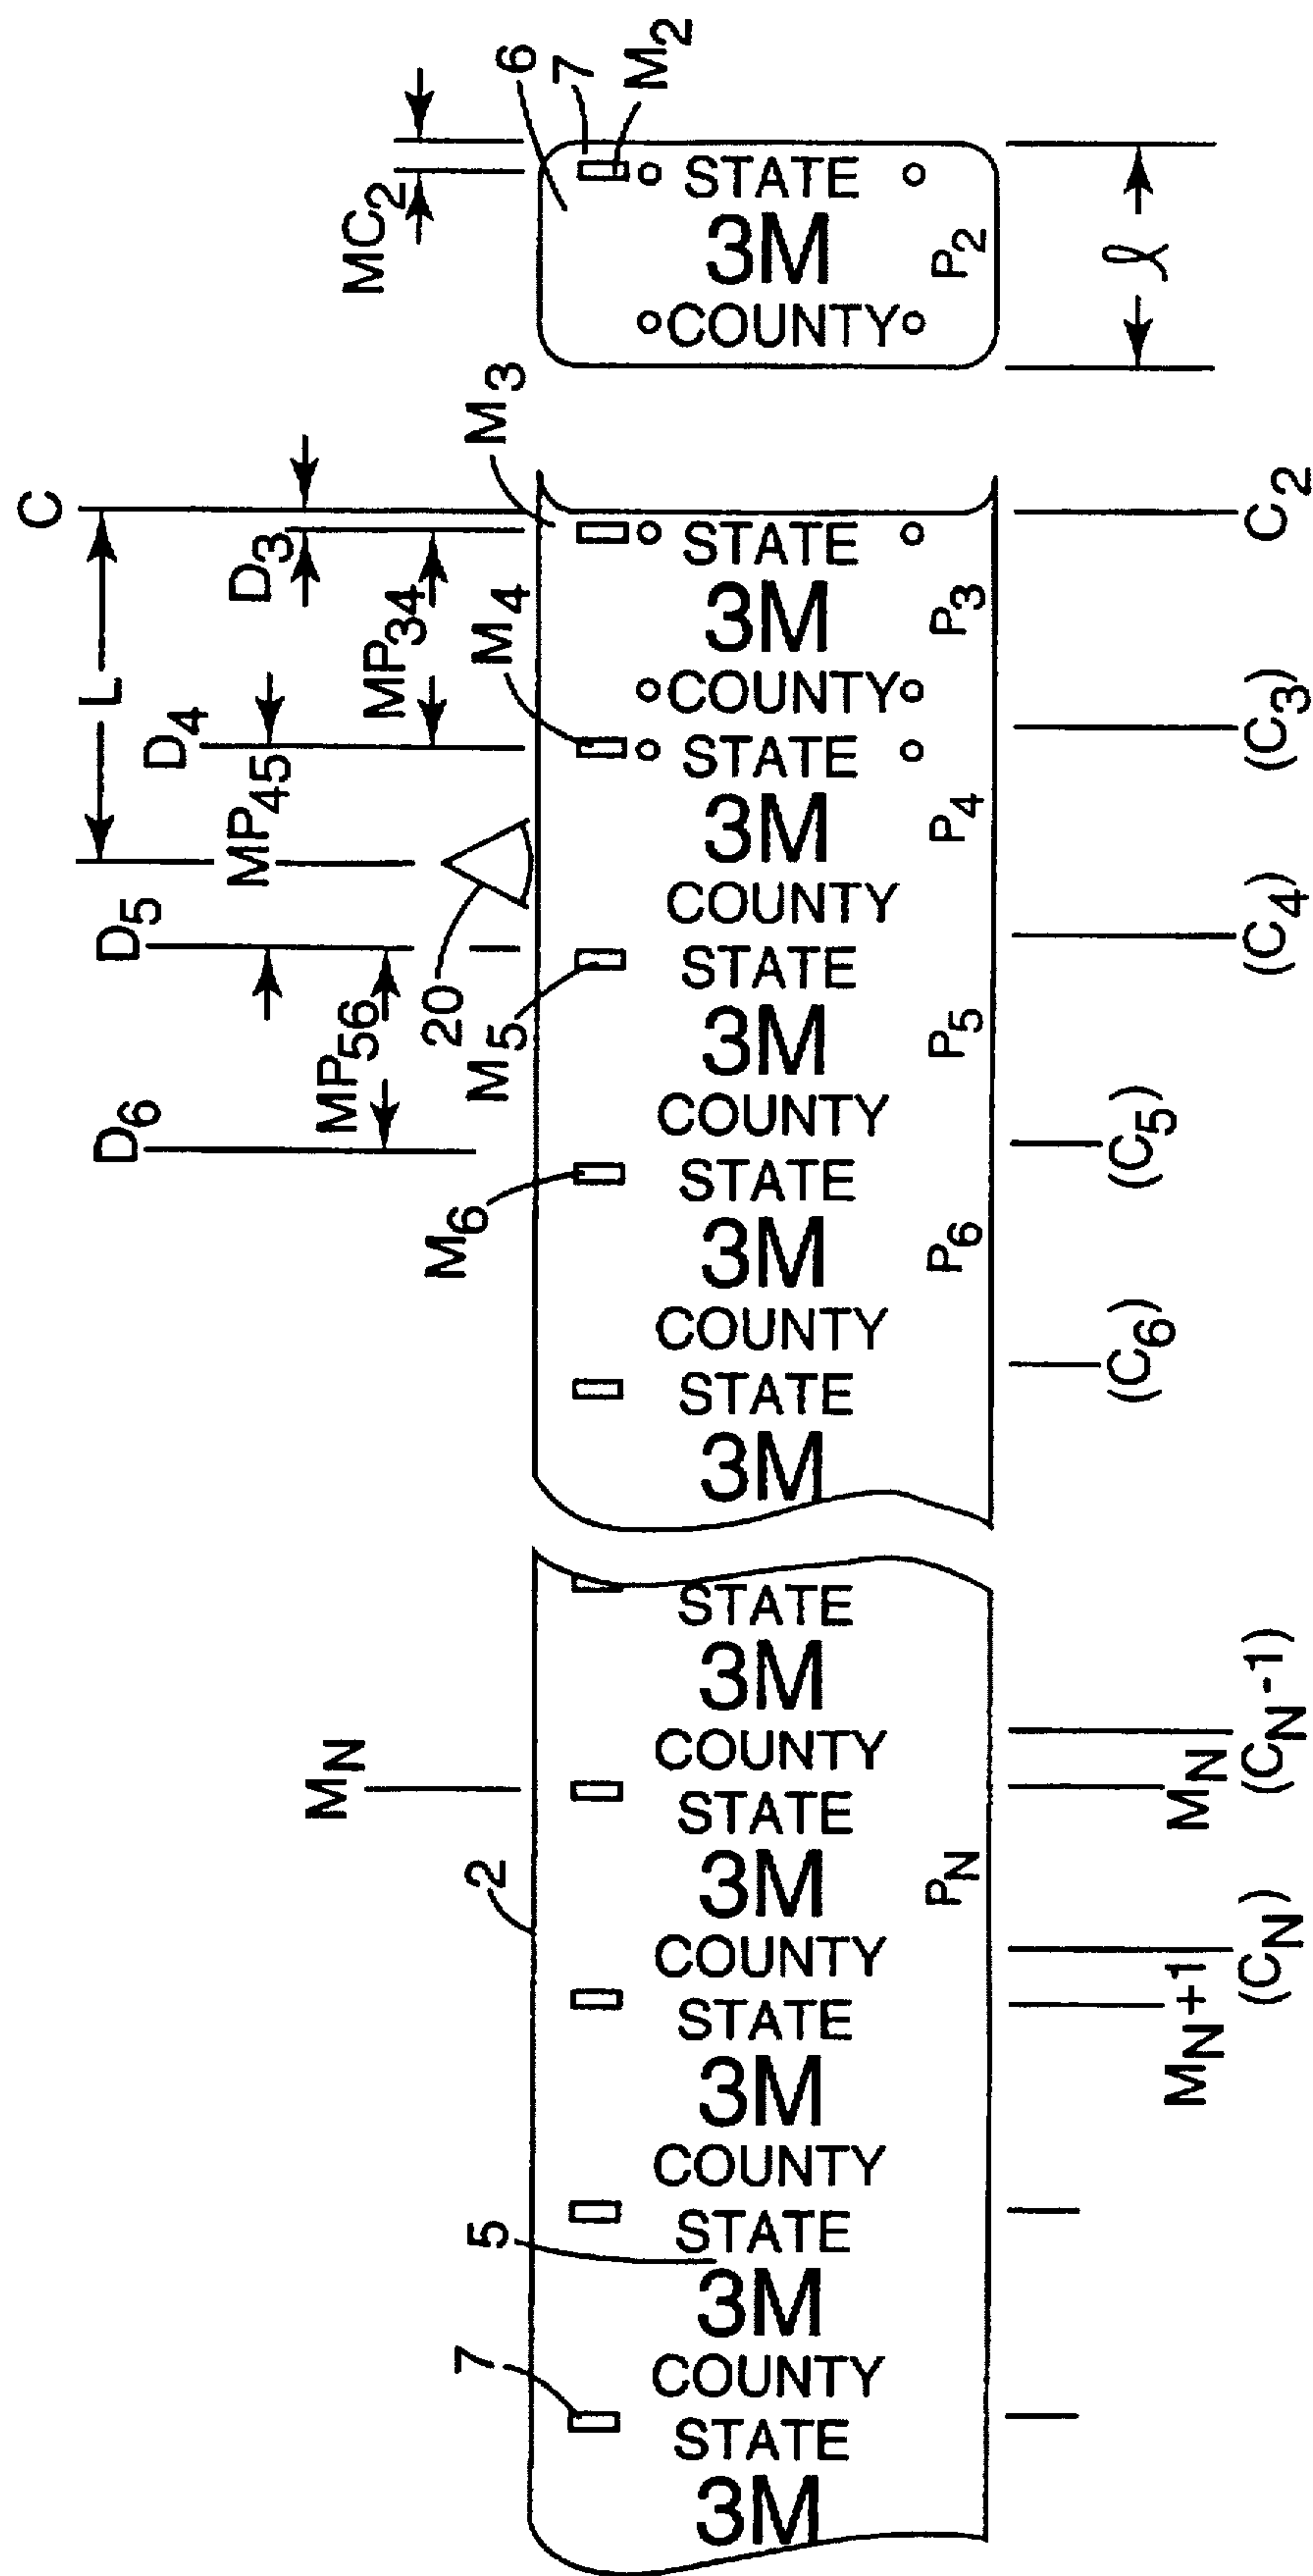 C
L
D3
D4
MP34
MP45
D5
D6
MP56
MC2
6
7
M2
M3
M4
20
M5
M6
MN
2
5
7
STATE
3M
COUNTY
P2
ℓ
STATE
3M
COUNTY
P3
STATE
3M
COUNTY
P4
STATE
3M
COUNTY
P5
STATE
3M
COUNTY
P6
STATE
3M
STATE
3M
COUNTY
STATE
3M
COUNTY
PN
STATE
3M
COUNTY
STATE
3M
COUNTY
STATE
3M
C2
(C3)
(C4)
(C5)
(C6)
(CN-1)
MN
(CN)
MN+1